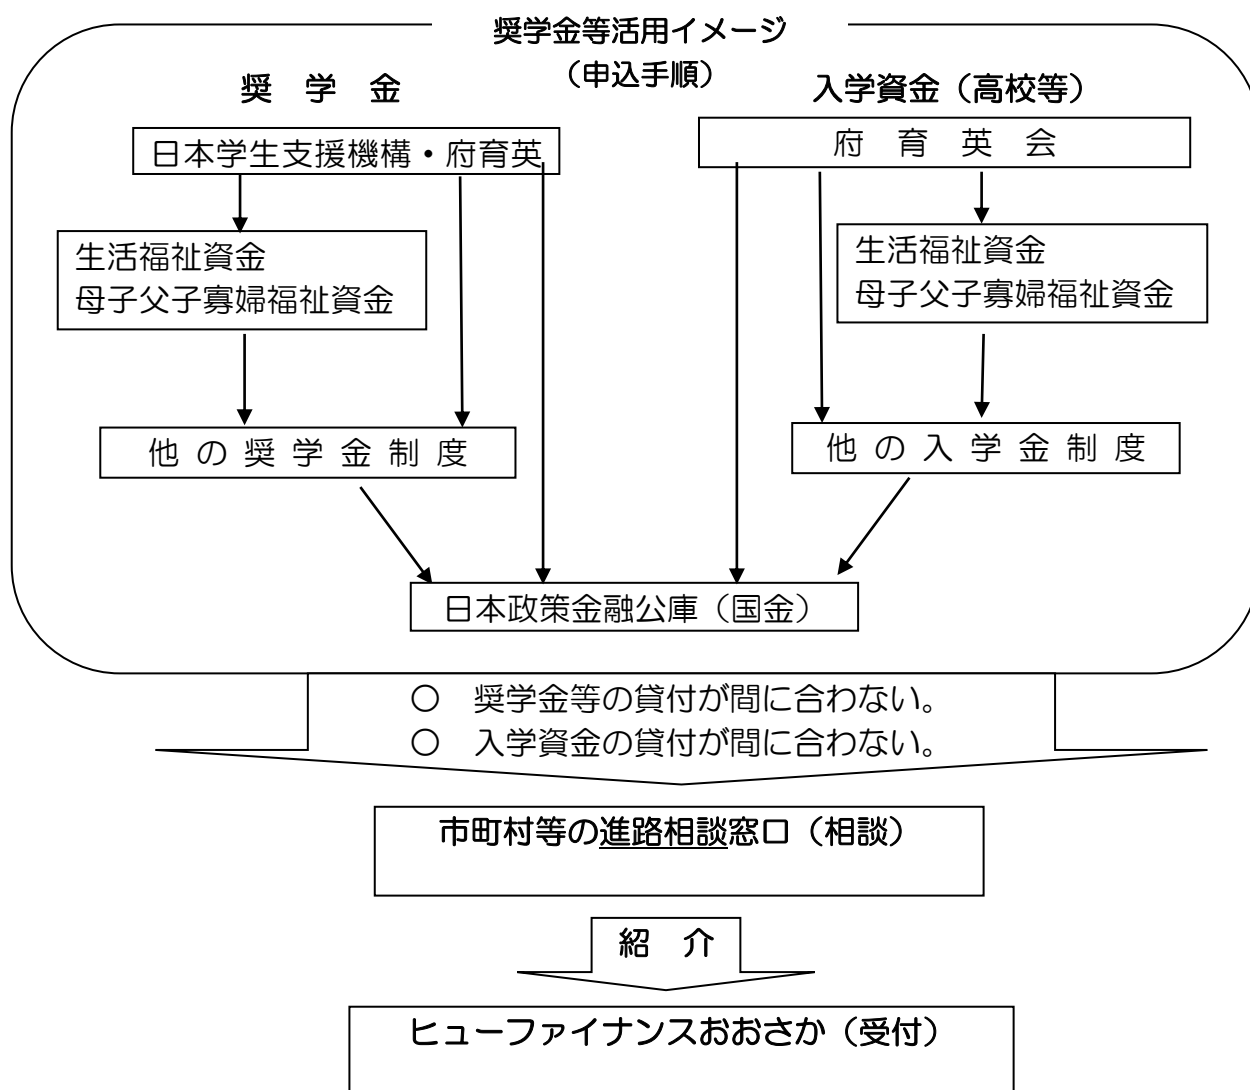 奨学金等活用イメージ
（申込手順）
奨　学　金
日本学生支援機構・府育英
生活福祉資金
母子父子寡婦福祉資金
他の奨学金制度
入学資金（高校等）
府　育　英　会
生活福祉資金
母子父子寡婦福祉資金
他の入学金制度
日本政策金融公庫（国金）
○　奨学金等の貸付が間に合わない。
○　入学資金の貸付が間に合わない。
市町村等の進路相談窓口（相談）
紹　介
ヒューファイナンスおおさか（受付）